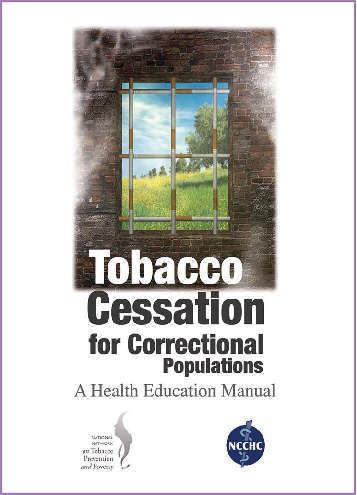 Tobacco
Cessation
for Correctional
Populations
A Health Education Manual
NATIONAL
NETWORK
on Tobacco
Prevention
and Poverty
NCCHC